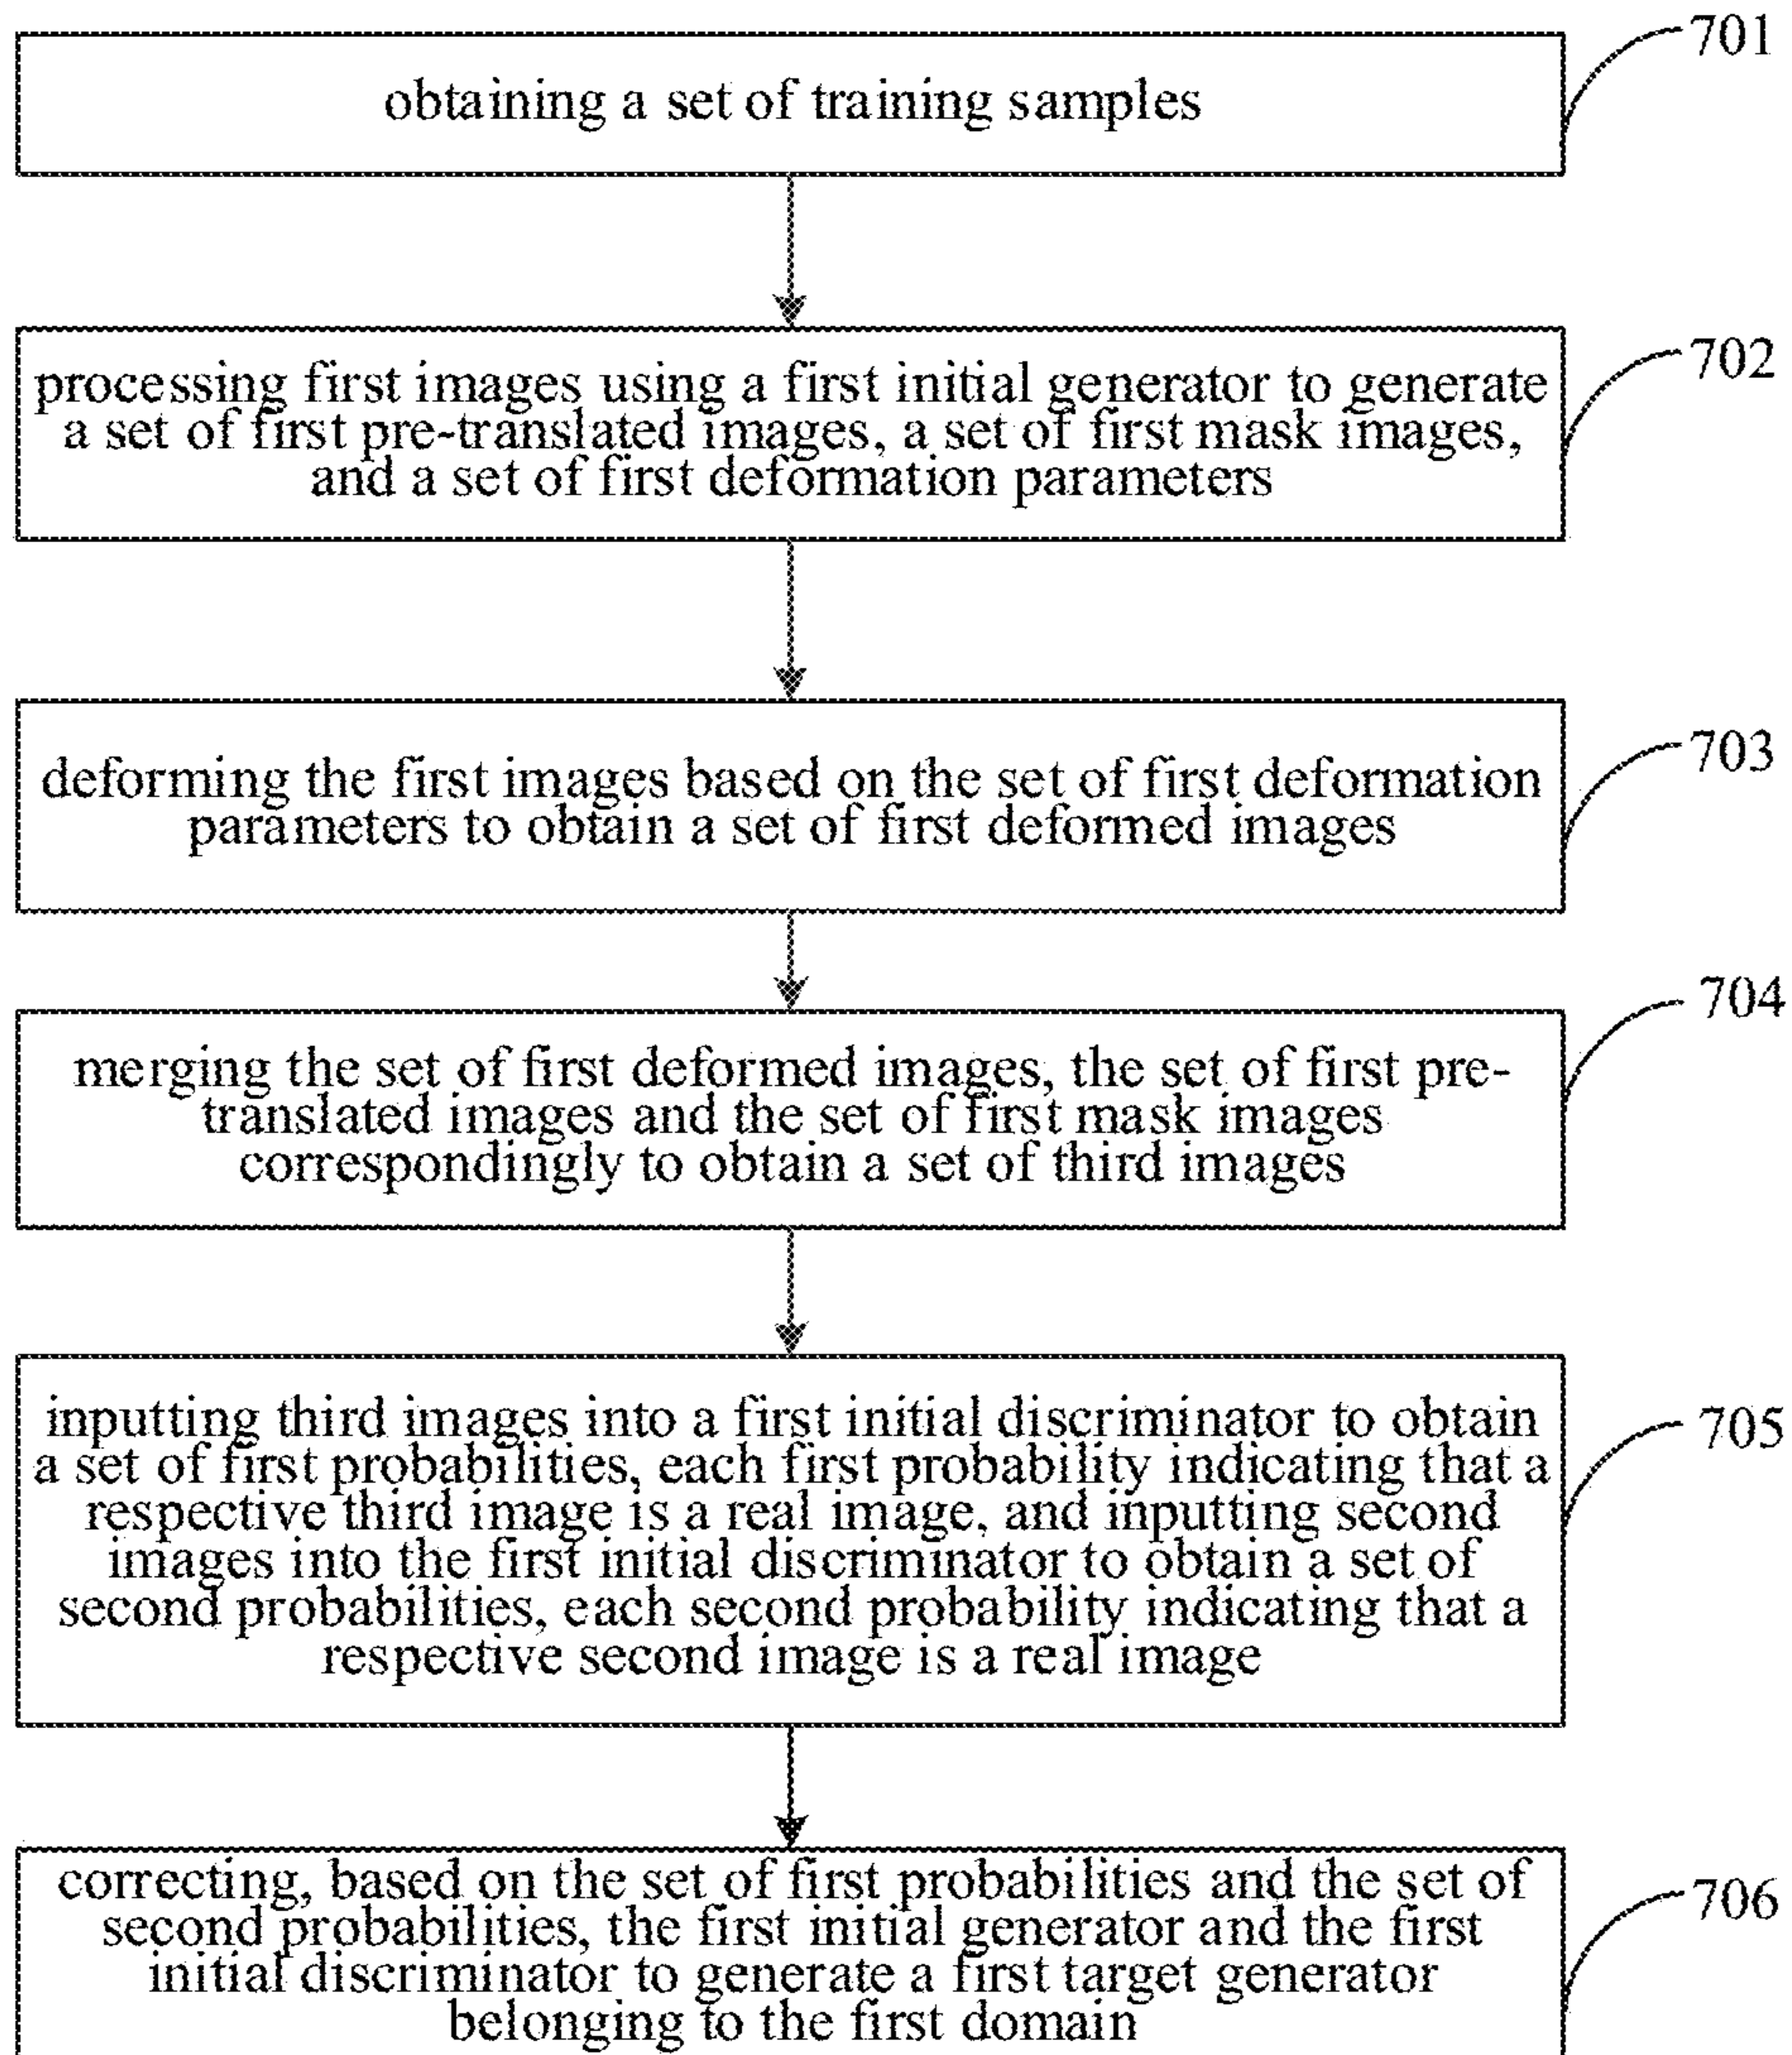 701
obtaining a set of training samples
702
processing first images using a first initial generator to generate
a set of first pre-translated images, a set of first mask images,
and a set of first deformation parameters
703
deforming the first images based on the set of first deformation
parameters to obtain a set of first deformed images
704
merging the set of first deformed images, the set of first pre-
translated images and the set of first mask images
correspondingly to obtain a set of third images
705
inputting third images into a first initial discriminator to obtain
a set of first probabilities, each first probability indicating that a
respective third image is a real image, and inputting second
images into the first initial discriminator to obtain a set of
second probabilities, each second probability indicating that a
respective second image is a real image
706
correcting, based on the set of first probabilities and the set of
second probabilities, the first initial generator and the first
initial discriminator to generate a first target generator
belonging to the first domain